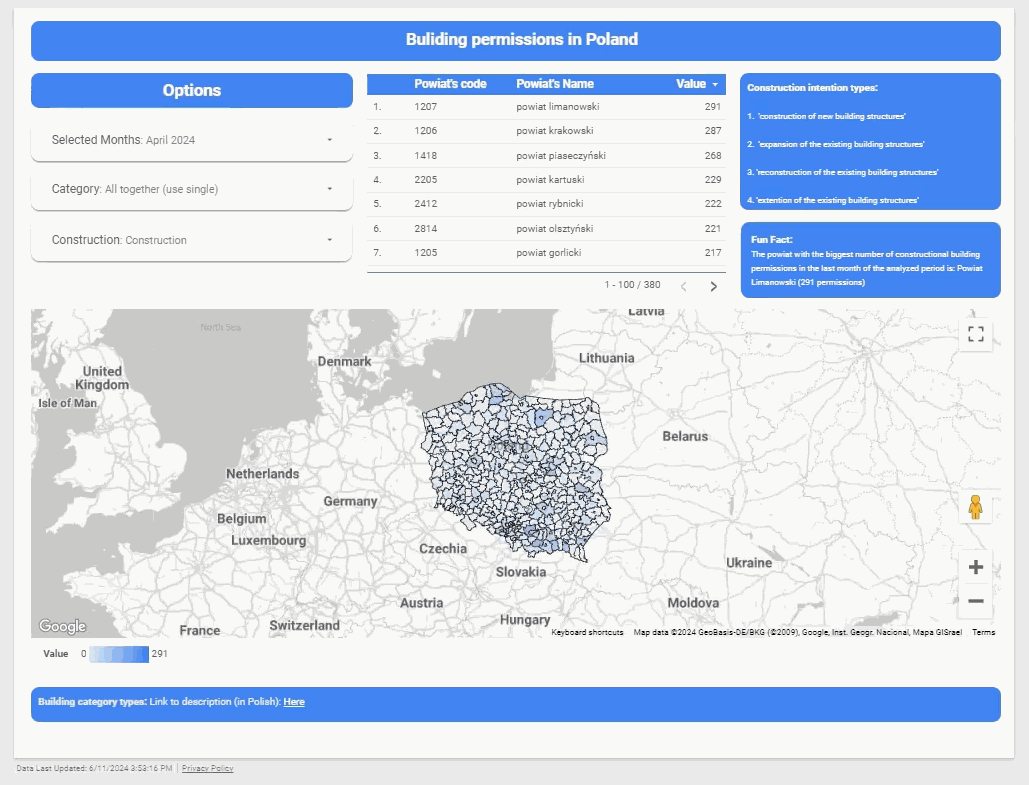 Buliding permissions in Poland
Options
Selected Months: April 2024
Category: All together (use single)
Construction: Construction
Powiat's code Powiat's Name Value
1. 1207 powiat limanowski 291
2. 1206 powiat krakowski 287
3. 1418 powiat piaseczyński 268
4. 2205 powiat kartuski 229
5. 2412 powiat rybnicki 222
6. 2814 powiat olsztyński 221
7. 1205 powiat gorlicki 217
1 - 100 / 380
Construction intention types:
1. 'construction of new building structures'
2. 'expansion of the existing building structures'
3. 'reconstruction of the existing building structures'
4. 'extention of the existing building structures'
Fun Fact:
The powiat with the biggest number of constructional building
permissions in the last month of the analyzed period is: Powiat
Limanowski (291 permissions)
Latvia
North Sea
Denmark
Lithuania
United
Kingdom
Isle of Man
Belarus
Netherlands
Germany
Belgium
Luxembourg
Czechia
Ukraine
Slovakia
Austria
Moldova
Hungary
France
Switzerland
Google
Keyboard shortcuts Map data ©2024 GeoBasis-DE/BKG (©2009), Google, Inst. Geogr. Nacional, Mapa GISrael Terms
Value 0 291
Building category types: Link to description (in Polish): Here
Data Last Updated: 6/11/2024 3:53:16 PM | Privacy Policy